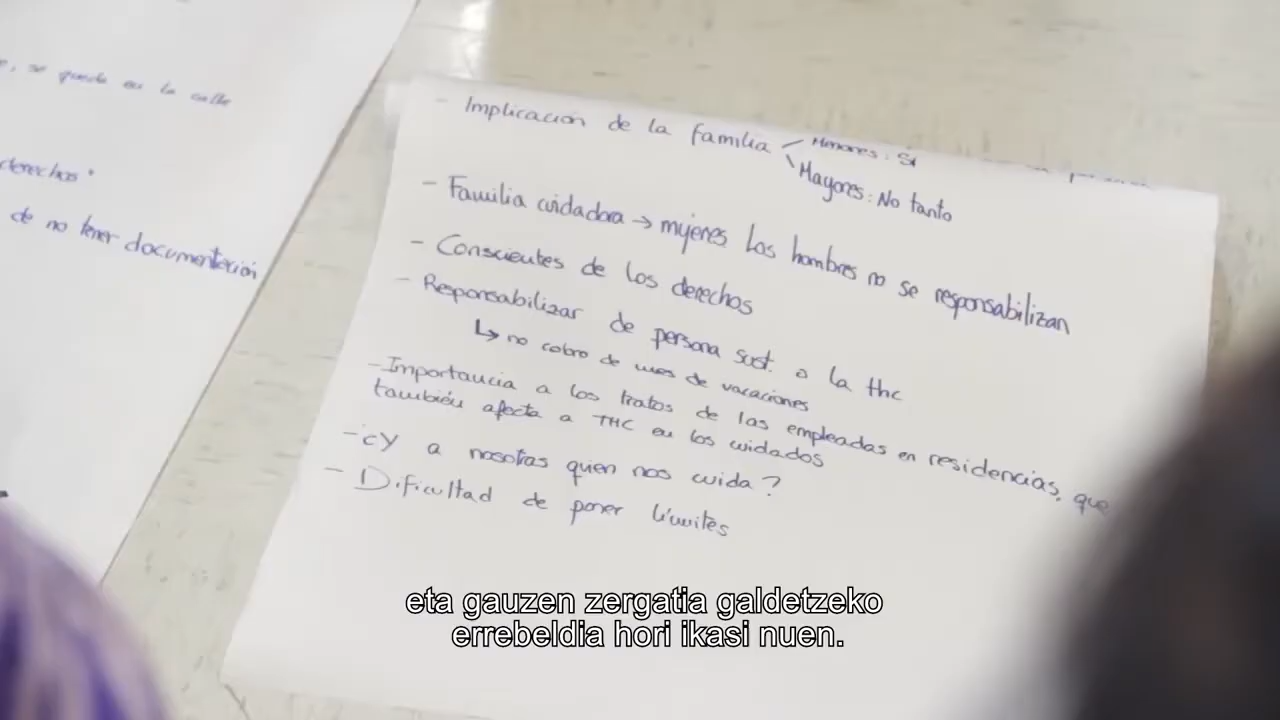 se queda en la calle
derechos"
de no tener documentación
- Implicación de la familia
Menores: Sí
Mayores: No tanto
- Familia cuidadora → mujeres los hombres no se responsabilizan
- Conscientes de los derechos
- Responsabilizar de persona sust. o la thc
↳ no cobro de mes de vacaciones
- Importancia a los tratos de las empleadas en residencias, que
también afecta a THC en los cuidados
- ¿Y a nosotras quien nos cuida?
- Dificultad de poner límites
eta gauzen zergatia galdetzeko
errebeldia hori ikasi nuen.